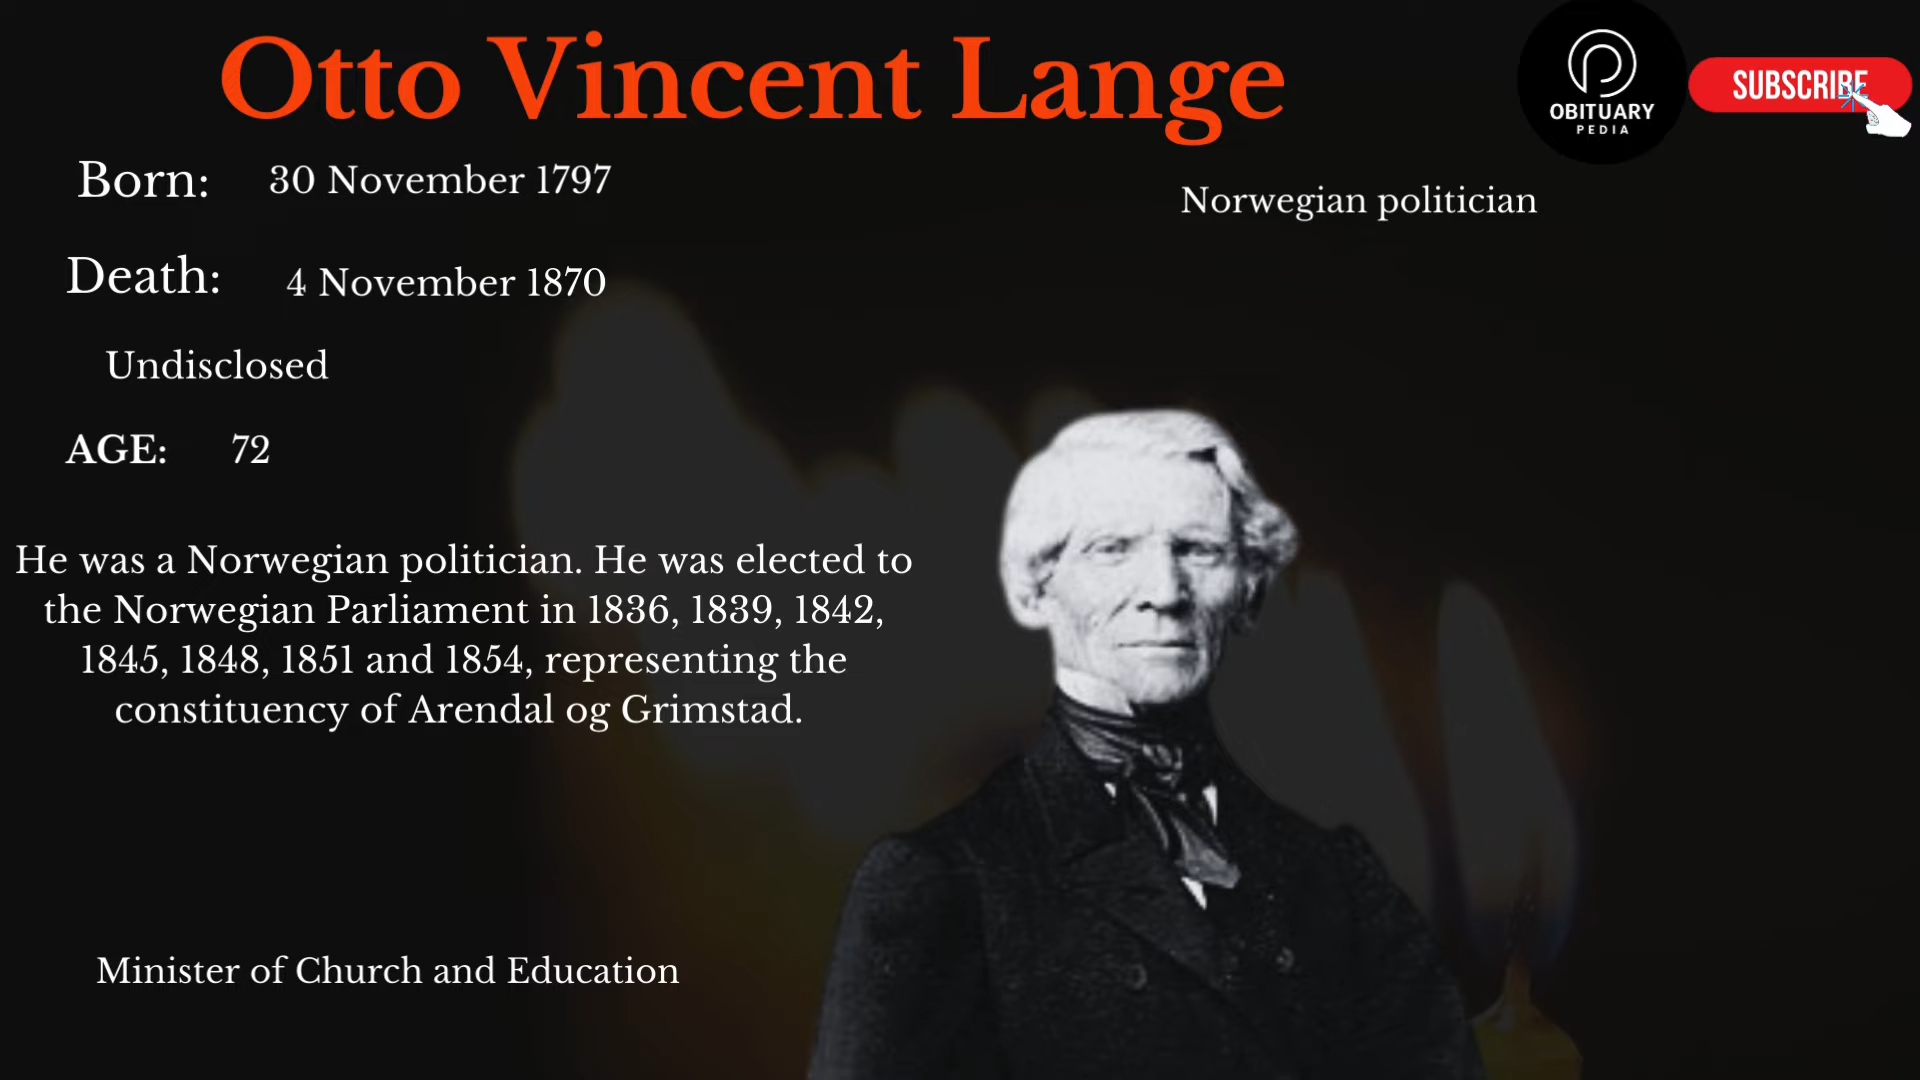 Otto Vincent Lange
OBITUARY
PEDIA
SUBSCRIBE
Born: 30 November 1797
Norwegian politician
Death: 4 November 1870
Undisclosed
AGE: 72
He was a Norwegian politician. He was elected to
the Norwegian Parliament in 1836, 1839, 1842,
1845, 1848, 1851 and 1854, representing the
constituency of Arendal og Grimstad.
Minister of Church and Education